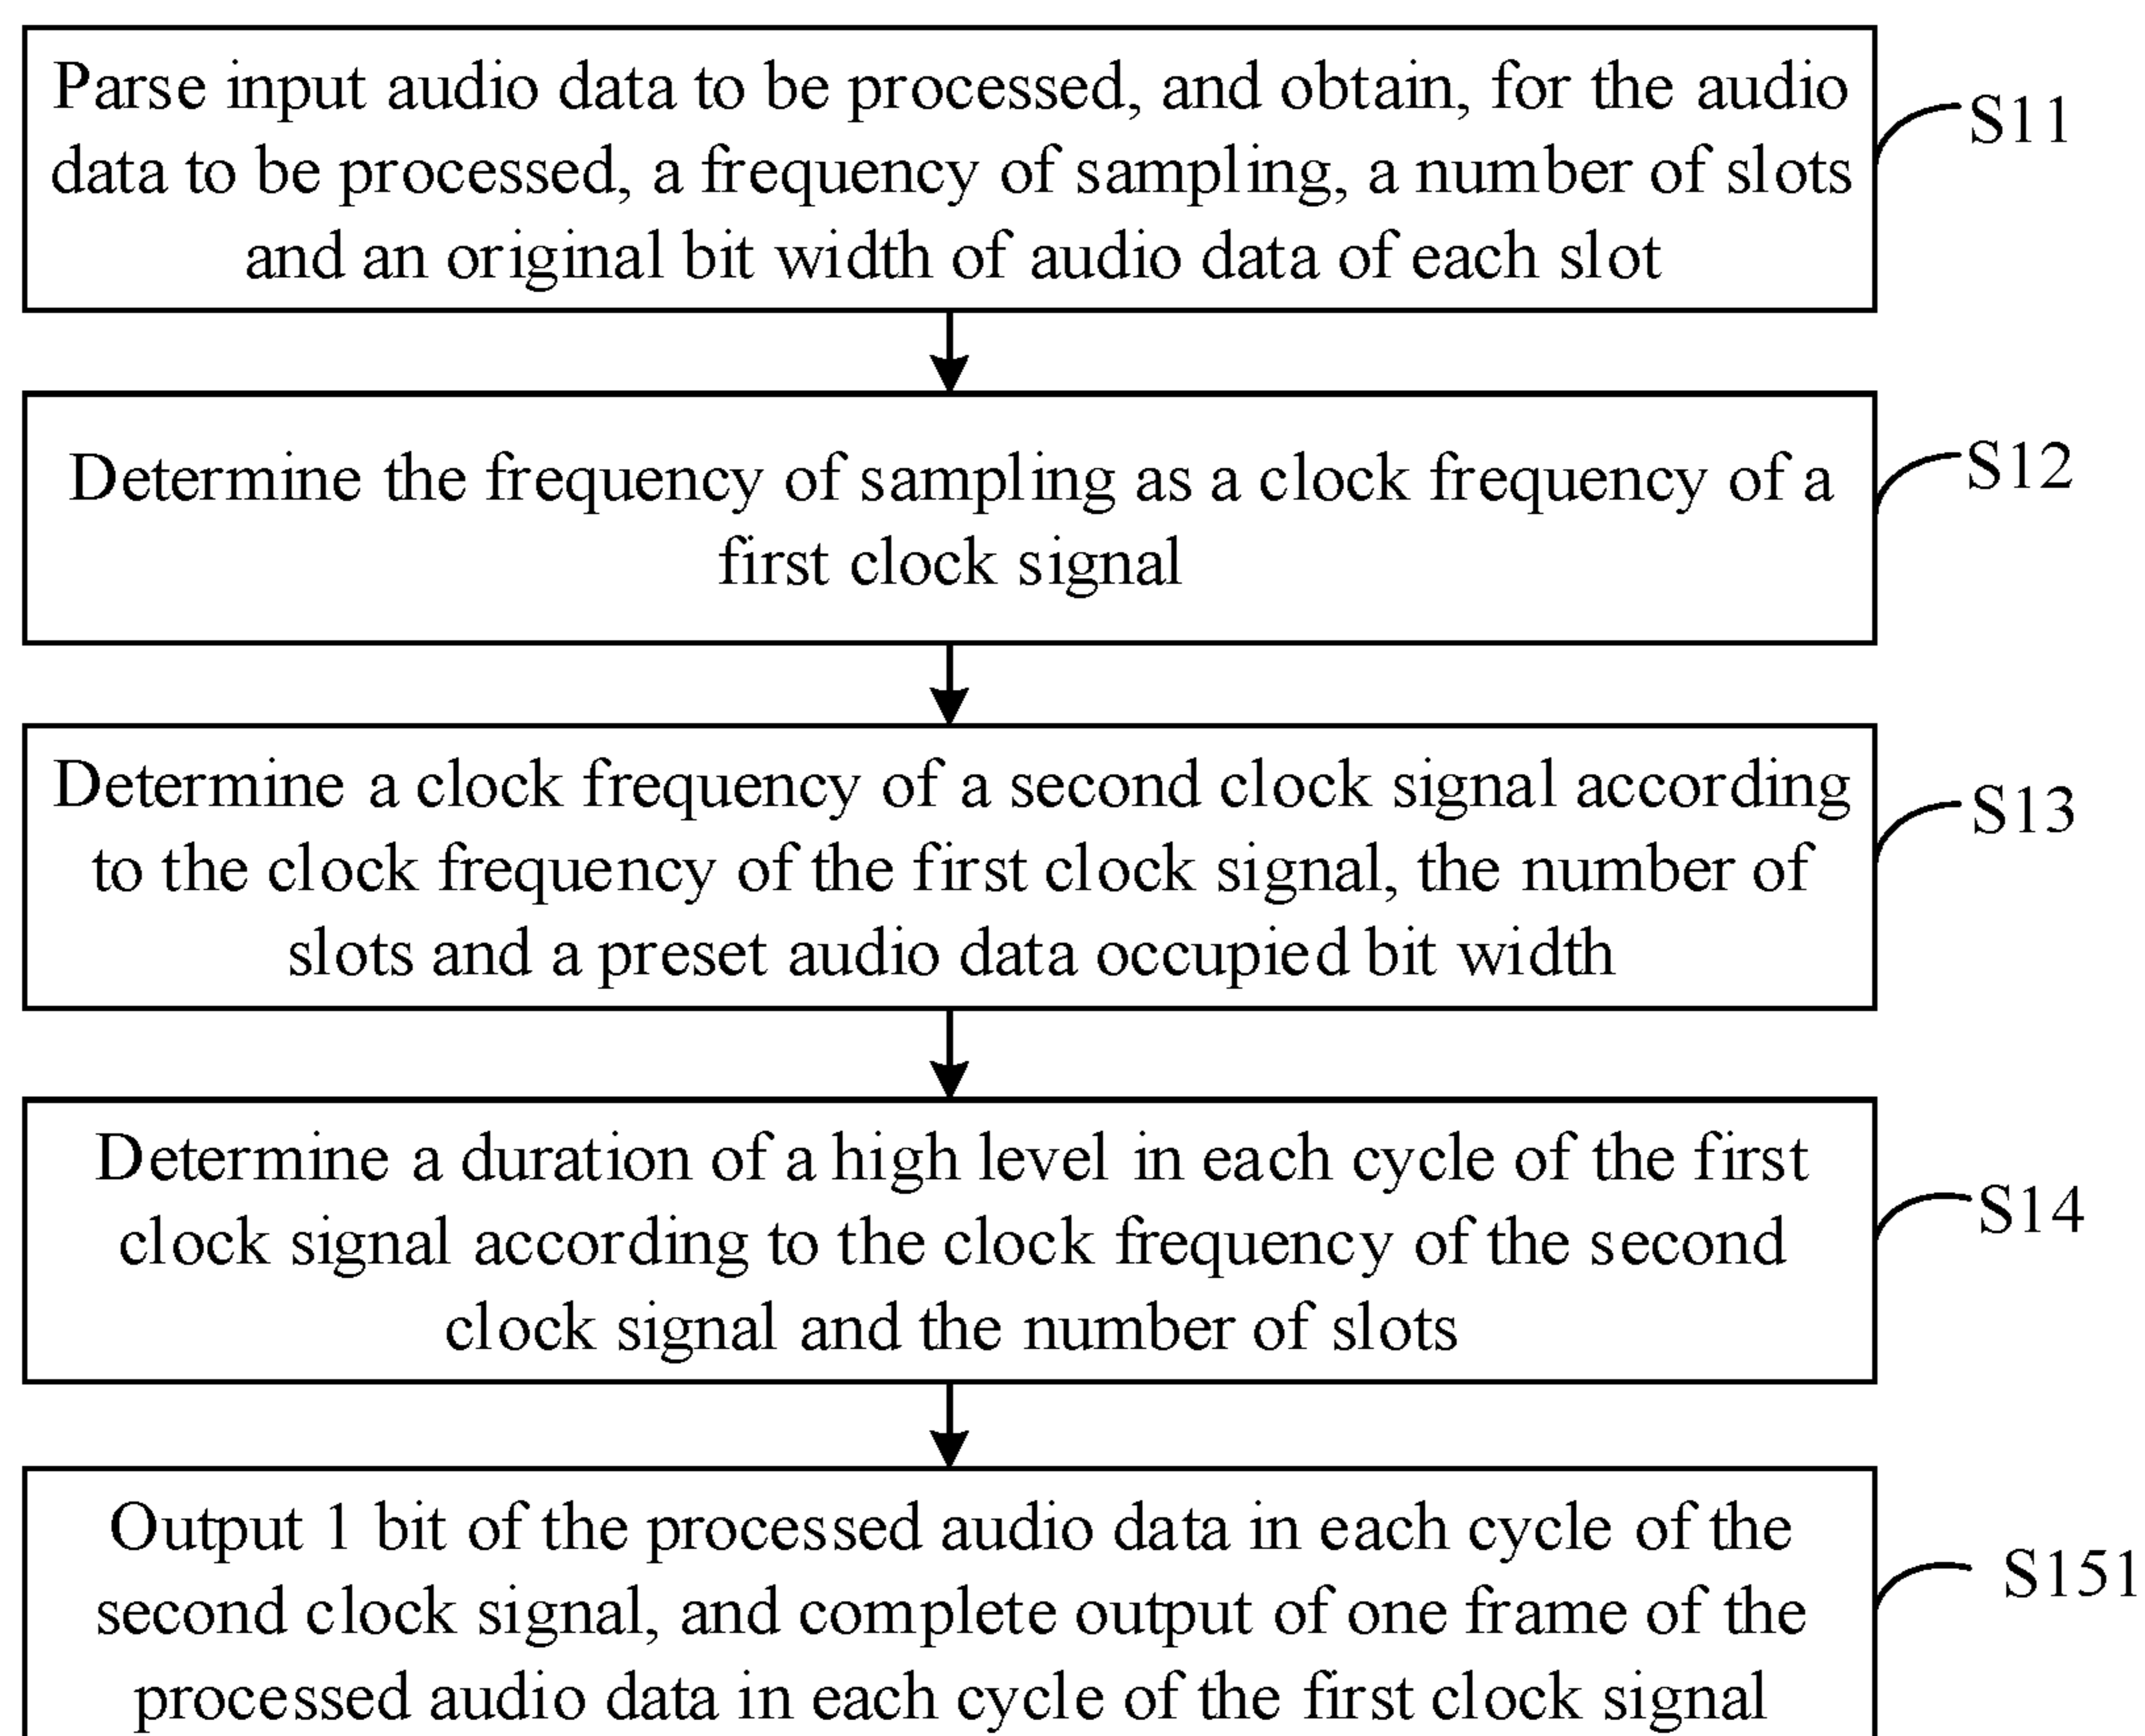 Parse input audio data to be processed, and obtain, for the audio
data to be processed, a frequency of sampling, a number of slots
and an original bit width of audio data of each slot
S11
Determine the frequency of sampling as a clock frequency of a
first clock signal
S12
Determine a clock frequency of a second clock signal according
to the clock frequency of the first clock signal, the number of
slots and a preset audio data occupied bit width
S13
Determine a duration of a high level in each cycle of the first
clock signal according to the clock frequency of the second
clock signal and the number of slots
S14
Output 1 bit of the processed audio data in each cycle of the
second clock signal, and complete output of one frame of the
processed audio data in each cycle of the first clock signal
S151